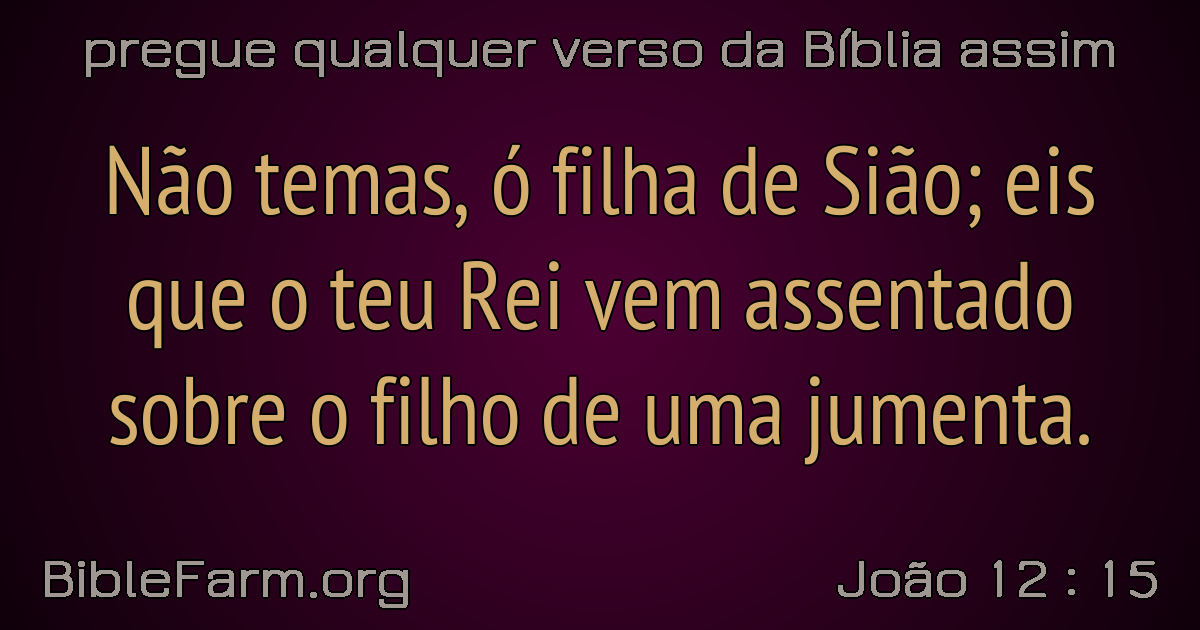 pregue qualquer verso da Bíblia assim
Não temas, ó filha de Sião; eis
que o teu Rei vem assentado
sobre o filho de uma jumenta.
BibleFarm.org
João 12 : 15